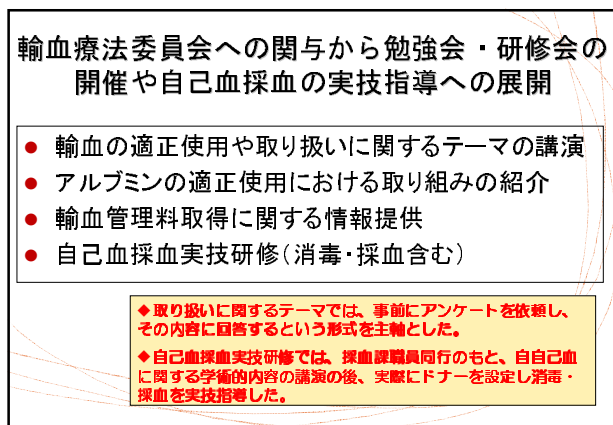 輸血療法委員会への関与から勉強会・研修会の
開催や自己血採血の実技指導への展開
● 輸血の適正使用や取り扱いに関するテーマの講演
● アルブミンの適正使用における取り組みの紹介
● 輸血管理料取得に関する情報提供
● 自己血採血実技研修(消毒・採血含む)
◆取り扱いに関するテーマでは、事前にアンケートを依頼し、
その内容に回答するという形式を主軸とした。
◆自己血採血実技研修では、採血課職員同行のもと、自自己血
に関する学術的内容の講演の後、実際にドナーを設定し消毒・
採血を実技指導した。